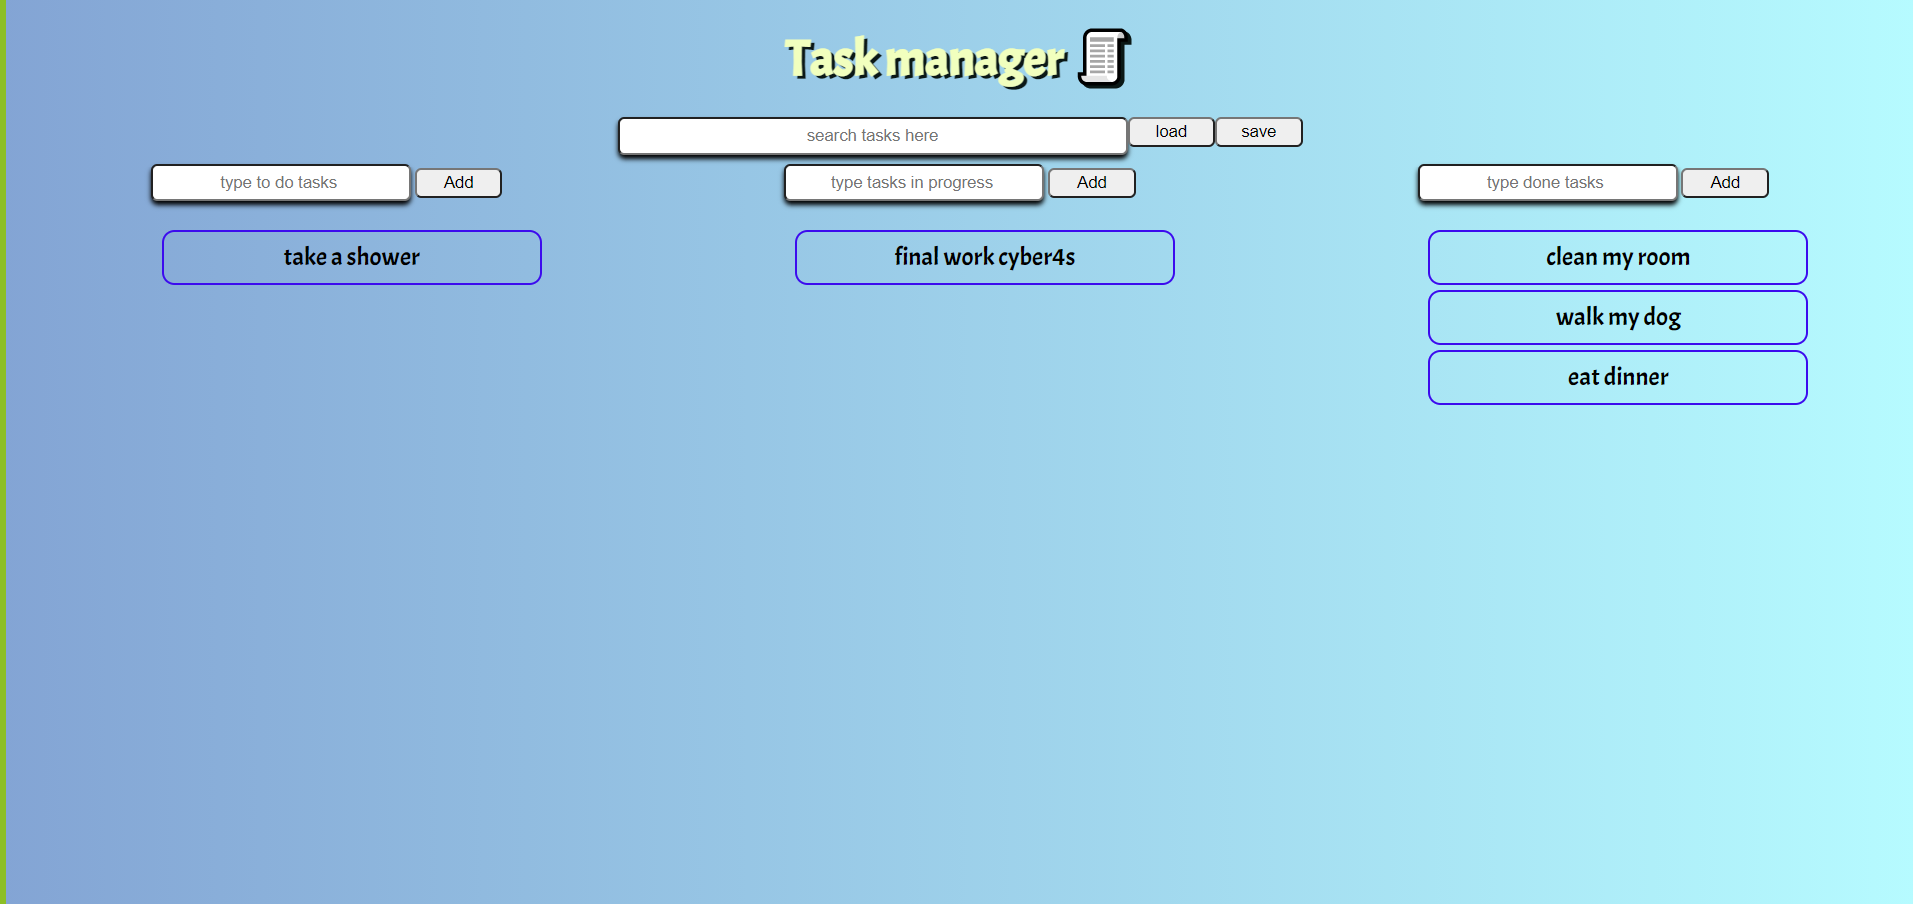 Task manager
search tasks here
load
save
type to do tasks
Add
type tasks in progress
Add
type done tasks
Add
take a shower
final work cyber4s
clean my room
walk my dog
eat dinner